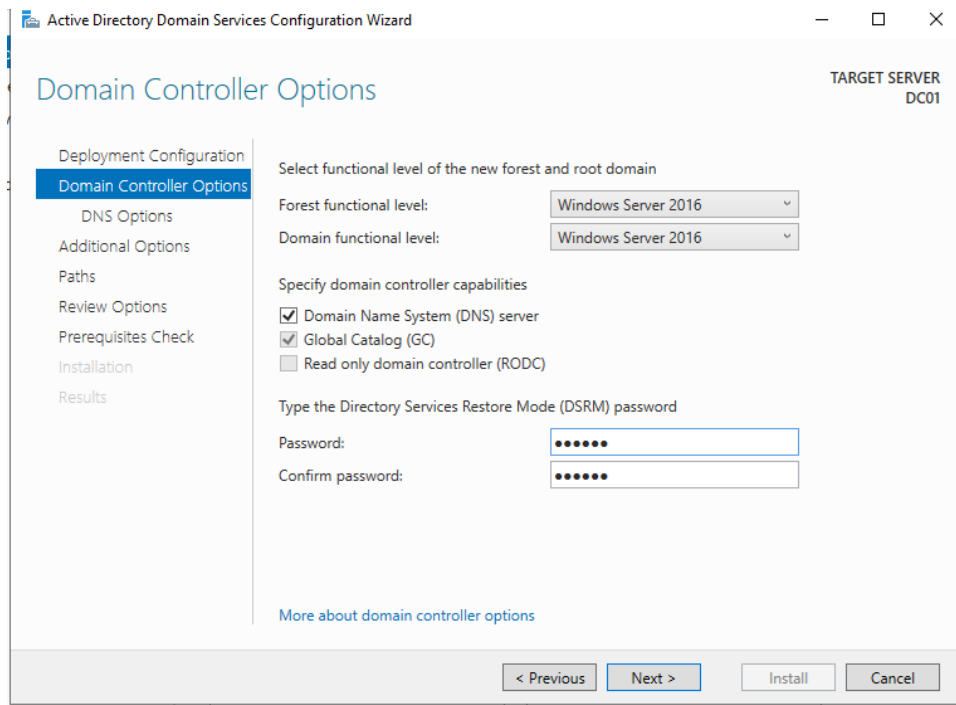 Active Directory Domain Services Configuration Wizard
Domain Controller Options
TARGET SERVER
DC01
Deployment Configuration
Domain Controller Options
DNS Options
Additional Options
Paths
Review Options
Prerequisites Check
Installation
Results
Select functional level of the new forest and root domain
Forest functional level: Windows Server 2016
Domain functional level: Windows Server 2016
Specify domain controller capabilities
Domain Name System (DNS) server
Global Catalog (GC)
Read only domain controller (RODC)
Type the Directory Services Restore Mode (DSRM) password
Password: ••••••
Confirm password: ••••••
More about domain controller options
< Previous Next > Install Cancel